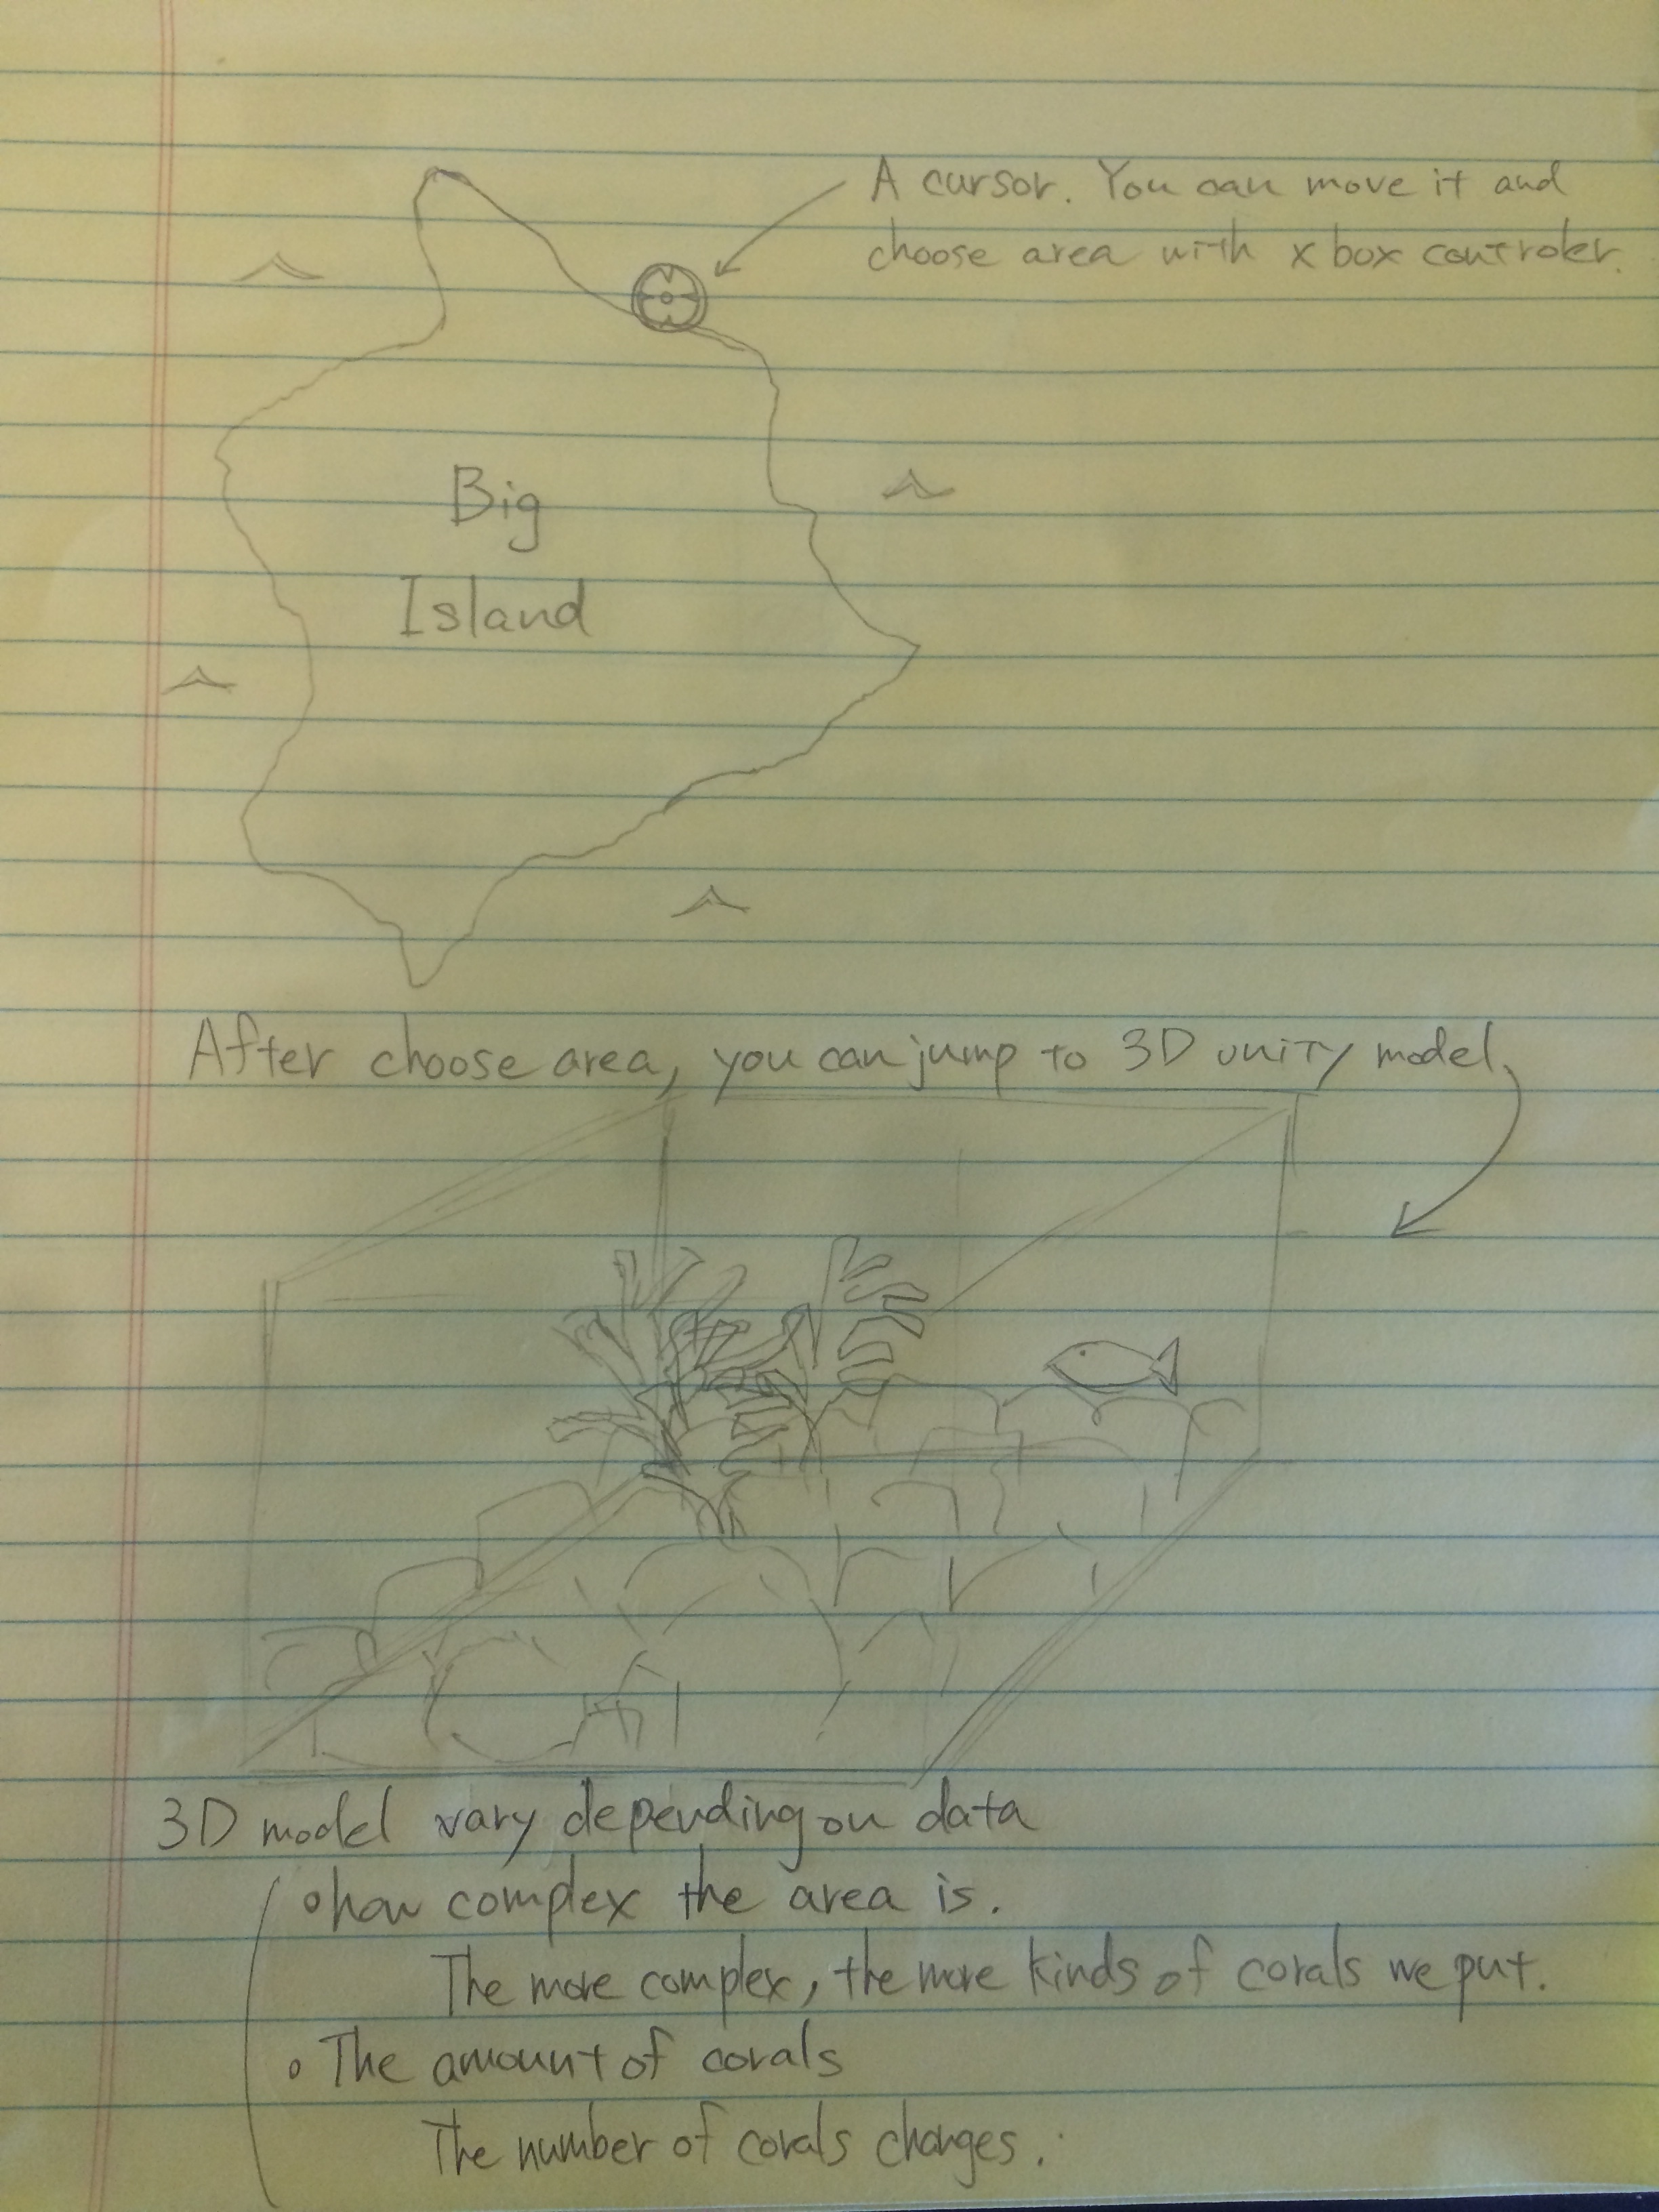 A cursor. You can move it and
choose area with x box controler.
Big
Island
After choose area, you can jump to 3D unity model.
3D model vary depending on data
how complex the area is.
The more complex, the more kinds of corals we put.
The amount of corals
The number of corals changes.